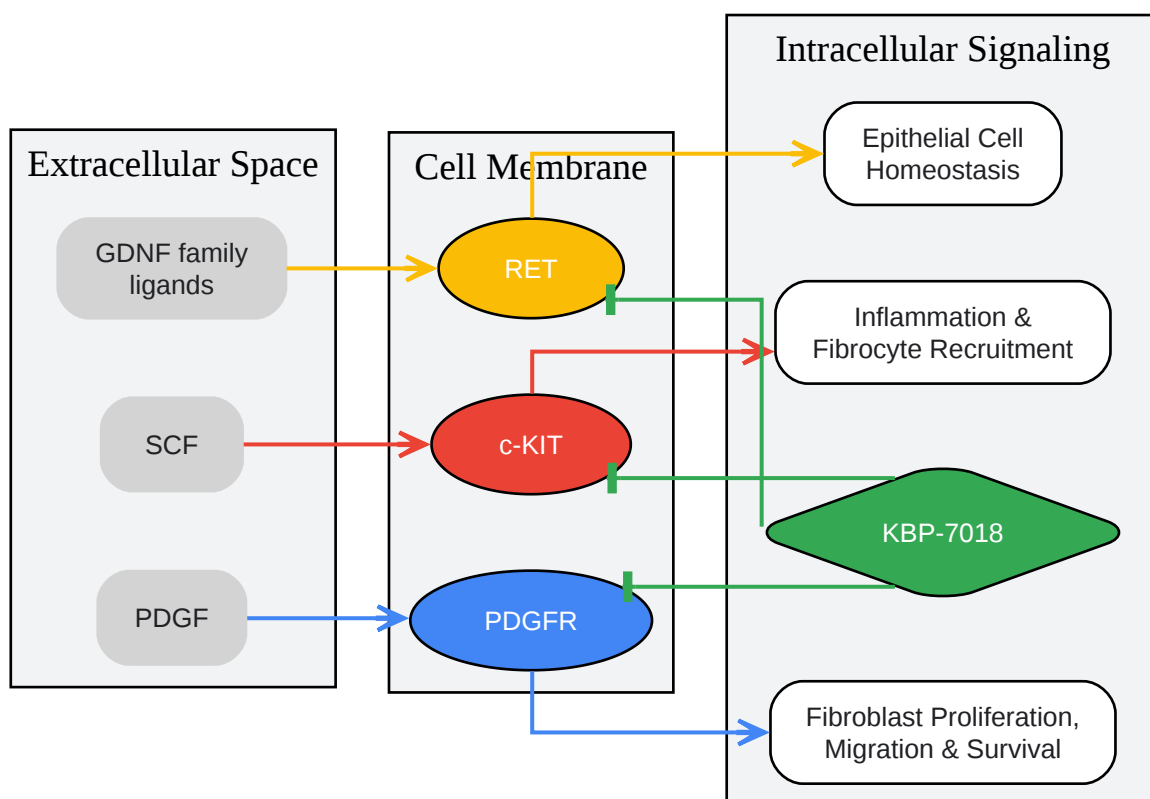 Extracellular Space
GDNF family
ligands
SCF
PDGF
Cell Membrane
RET
c-KIT
PDGFR
Intracellular Signaling
Epithelial Cell
Homeostasis
Inflammation &
Fibrocyte Recruitment
KBP-7018
Fibroblast Proliferation,
Migration & Survival